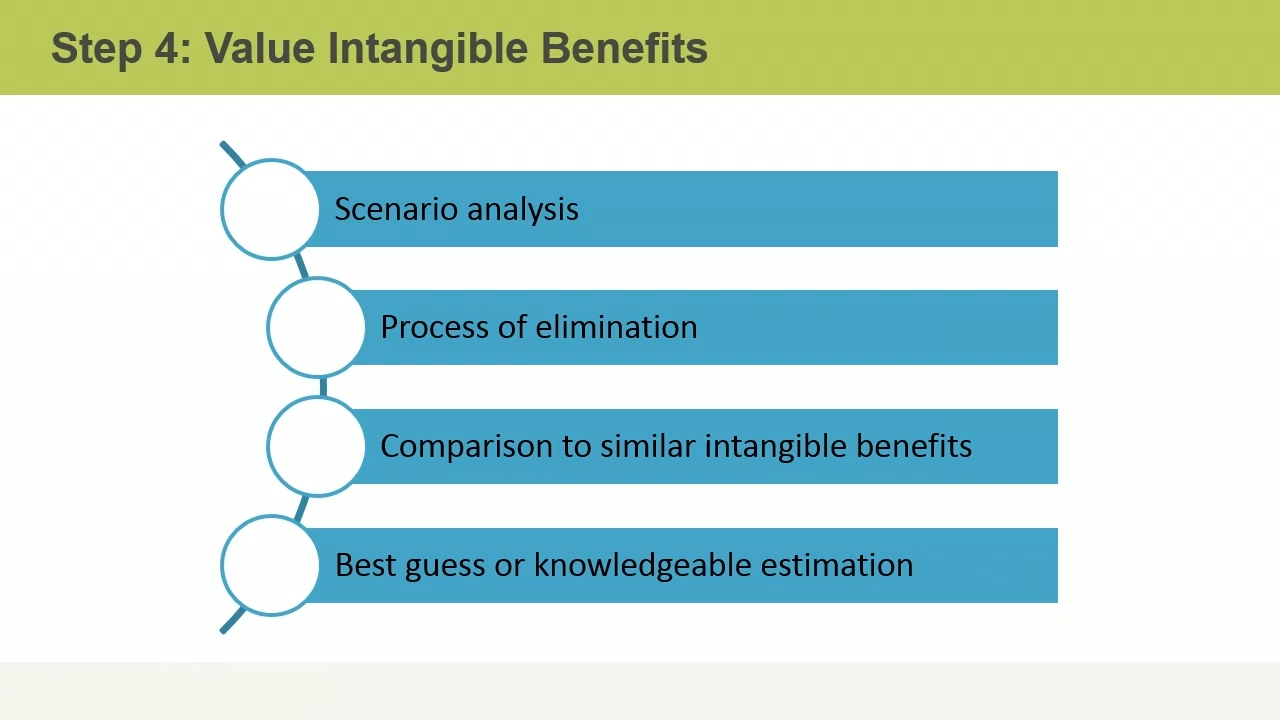 Step 4: Value Intangible Benefits
Scenario analysis
Process of elimination
Comparison to similar intangible benefits
Best guess or knowledgeable estimation